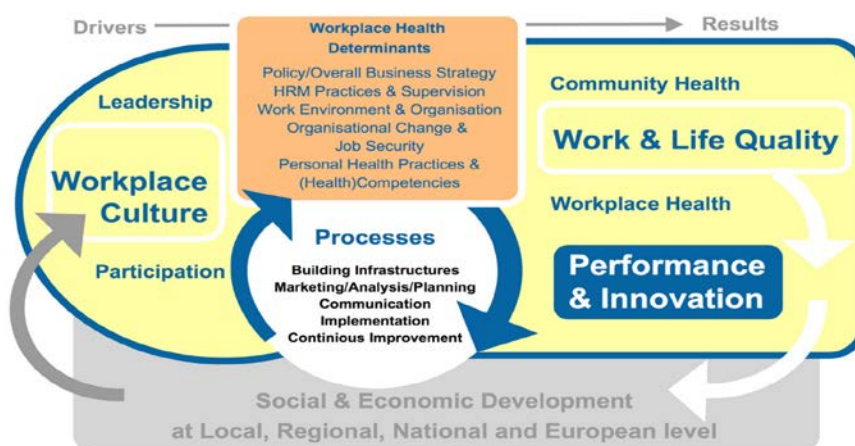 Drivers
Results
Workplace Health
Determinants
Policy/Overall Business Strategy
HRM Practices & Supervision
Work Environment & Organisation
Organisational Change &
Job Security
Personal Health Practices &
(Health)Competencies
Leadership
Workplace
Culture
Participation
Processes
Building Infrastructures
Marketing/Analysis/Planning
Communication
Implementation
Continious Improvement
Community Health
Work & Life Quality
Workplace Health
Performance
& Innovation
Social & Economic Development
at Local, Regional, National and European level